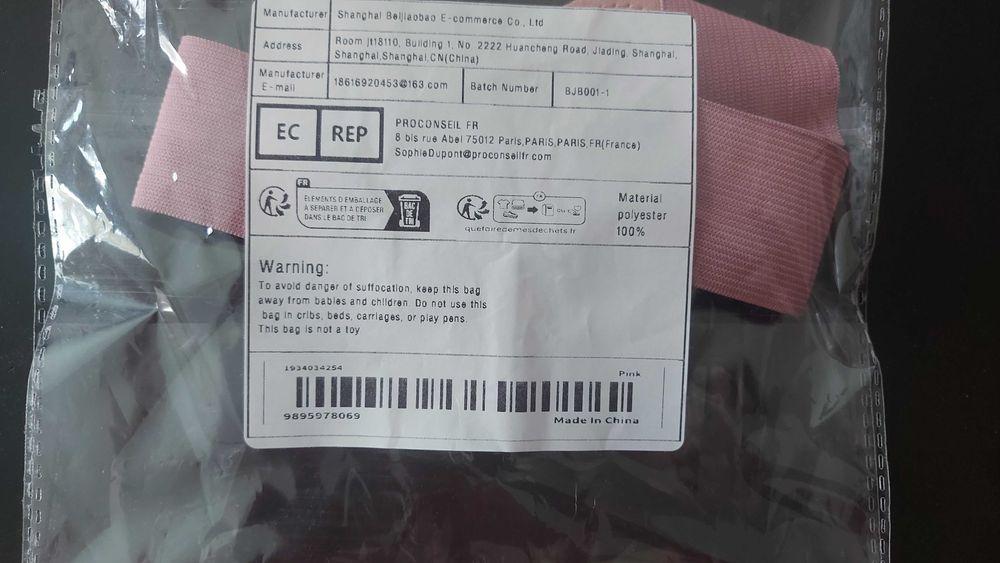 Manufacturer Shanghai Beijiaobao E-commerce Co., Ltd
Address Room jt18110, Building 1, No. 2222 Huancheng Road, Jiading, Shanghai,
Shanghai,Shanghai,CN(China)
Manufacturer E-mail 18616920453@163.com Batch Number BJB001-1
EC REP
PROCONSEIL FR
8 bis rue Abel 75012 Paris,PARIS,PARIS,FR(France)
SophieDupont@proconseilfr.com
FR
ELEMENTS D'EMBALLAGE
A SEPARER ET A DEPOSER
DANS LE BAC DE TRI
BAC
DE
TRI
quefairedemesdechets.fr
Material
polyester
100%
Warning:
To avoid danger of suffocation, keep this bag
away from babies and children. Do not use this
bag in cribs, beds, carriages, or play pens.
This bag is not a toy
1934034254
Pink
9895978069
Made In China